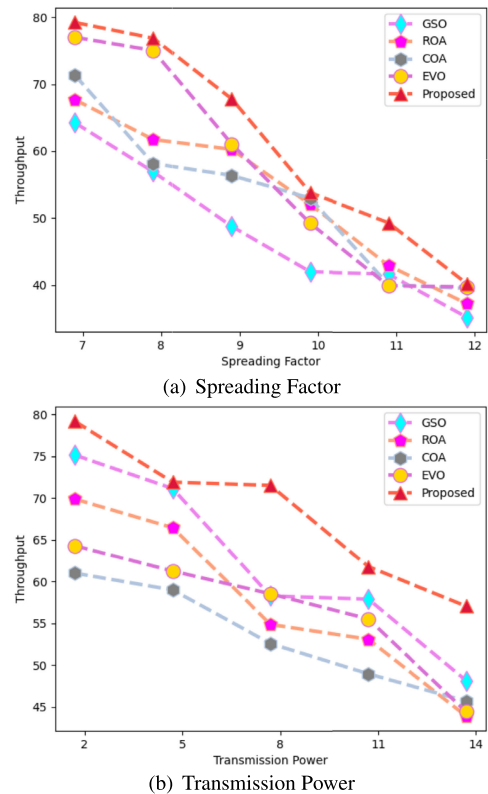 80
70
60
50
40
Throughput
GSO
ROA
COA
EVO
Proposed
7 8 9 10 11 12
Spreading Factor
(a) Spreading Factor
80
75
70
65
60
55
50
45
Throughput
GSO
ROA
COA
EVO
Proposed
2 5 8 11 14
Transmission Power
(b) Transmission Power